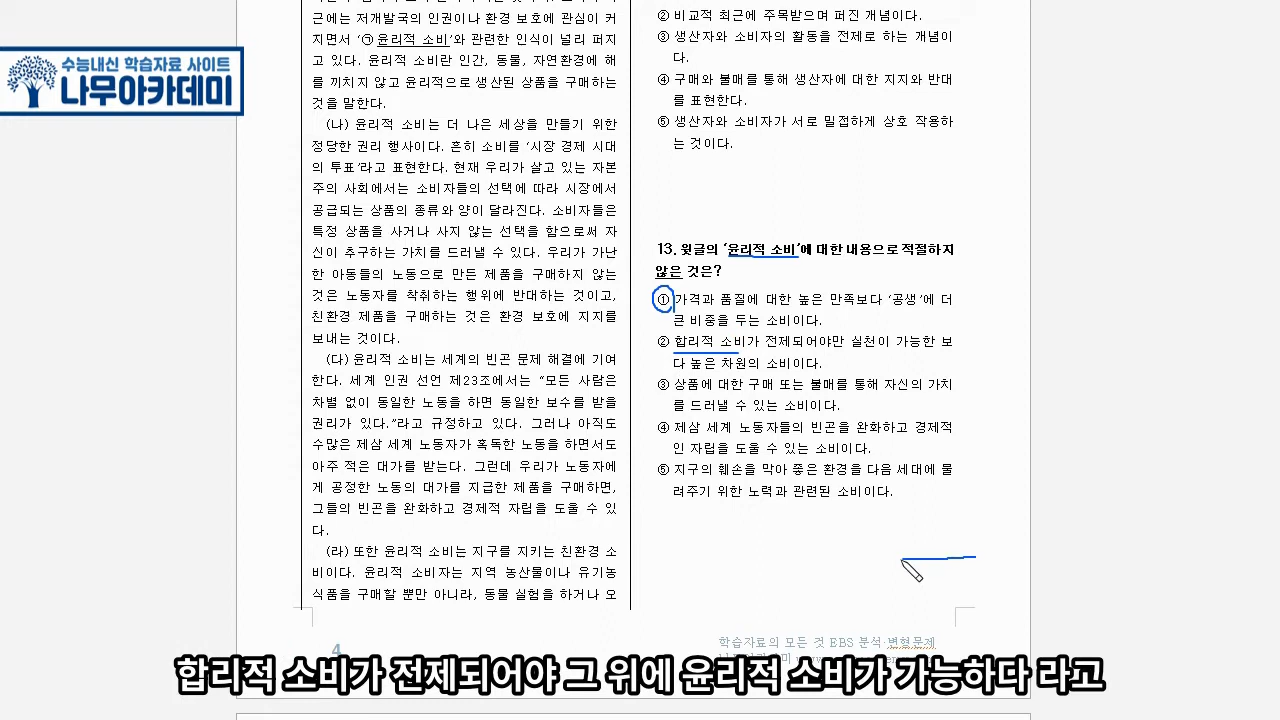 수능내신 학습자료 사이트
나무아카데미
근에는 저개발국의 인권이나 환경 보호에 관심이 커
지면서 ‘㉠윤리적 소비’와 관련한 인식이 널리 퍼지
고 있다. 윤리적 소비란 인간, 동물, 자연환경에 해
를 끼치지 않고 윤리적으로 생산된 상품을 구매하는
것을 말한다.
(나) 윤리적 소비는 더 나은 세상을 만들기 위한
정당한 권리 행사이다. 흔히 소비를 ‘시장 경제 시대
의 투표’라고 표현한다. 현재 우리가 살고 있는 자본
주의 사회에서는 소비자들의 선택에 따라 시장에서
공급되는 상품의 종류와 양이 달라진다. 소비자들은
특정 상품을 사거나 사지 않는 선택을 함으로써 자
신이 추구하는 가치를 드러낼 수 있다. 우리가 가난
한 아동들의 노동으로 만든 제품을 구매하지 않는
것은 노동자를 착취하는 행위에 반대하는 것이고,
친환경 제품을 구매하는 것은 환경 보호에 지지를
보내는 것이다.
(다) 윤리적 소비는 세계의 빈곤 문제 해결에 기여
한다. 세계 인권 선언 제23조에서는 “모든 사람은
차별 없이 동일한 노동을 하면 동일한 보수를 받을
권리가 있다.”라고 규정하고 있다. 그러나 아직도
수많은 제삼 세계 노동자가 혹독한 노동을 하면서도
아주 적은 대가를 받는다. 그런데 우리가 노동자에
게 공정한 노동의 대가를 지급한 제품을 구매하면,
그들의 빈곤을 완화하고 경제적 자립을 도울 수 있
다.
(라) 또한 윤리적 소비는 지구를 지키는 친환경 소
비이다. 윤리적 소비자는 지역 농산물이나 유기농
식품을 구매할 뿐만 아니라, 동물 실험을 하거나 오
② 비교적 최근에 주목받으며 퍼진 개념이다.
③ 생산자와 소비자의 활동을 전제로 하는 개념이
다.
④ 구매와 불매를 통해 생산자에 대한 지지와 반대
를 표현한다.
⑤ 생산자와 소비자가 서로 밀접하게 상호 작용하
는 것이다.
13. 윗글의 ‘윤리적 소비’에 대한 내용으로 적절하지
않은 것은?
① 가격과 품질에 대한 높은 만족보다 ‘공생’에 더
큰 비중을 두는 소비이다.
② 합리적 소비가 전제되어야만 실천이 가능한 보
다 높은 차원의 소비이다.
③ 상품에 대한 구매 또는 불매를 통해 자신의 가치
를 드러낼 수 있는 소비이다.
④ 제삼 세계 노동자들의 빈곤을 완화하고 경제적
인 자립을 도울 수 있는 소비이다.
⑤ 지구의 훼손을 막아 좋은 환경을 다음 세대에 물
려주기 위한 노력과 관련된 소비이다.
4
학습자료의 모든 것 EBS 분석·변형문제
합리적 소비가 전제되어야 그 위에 윤리적 소비가 가능하다 라고